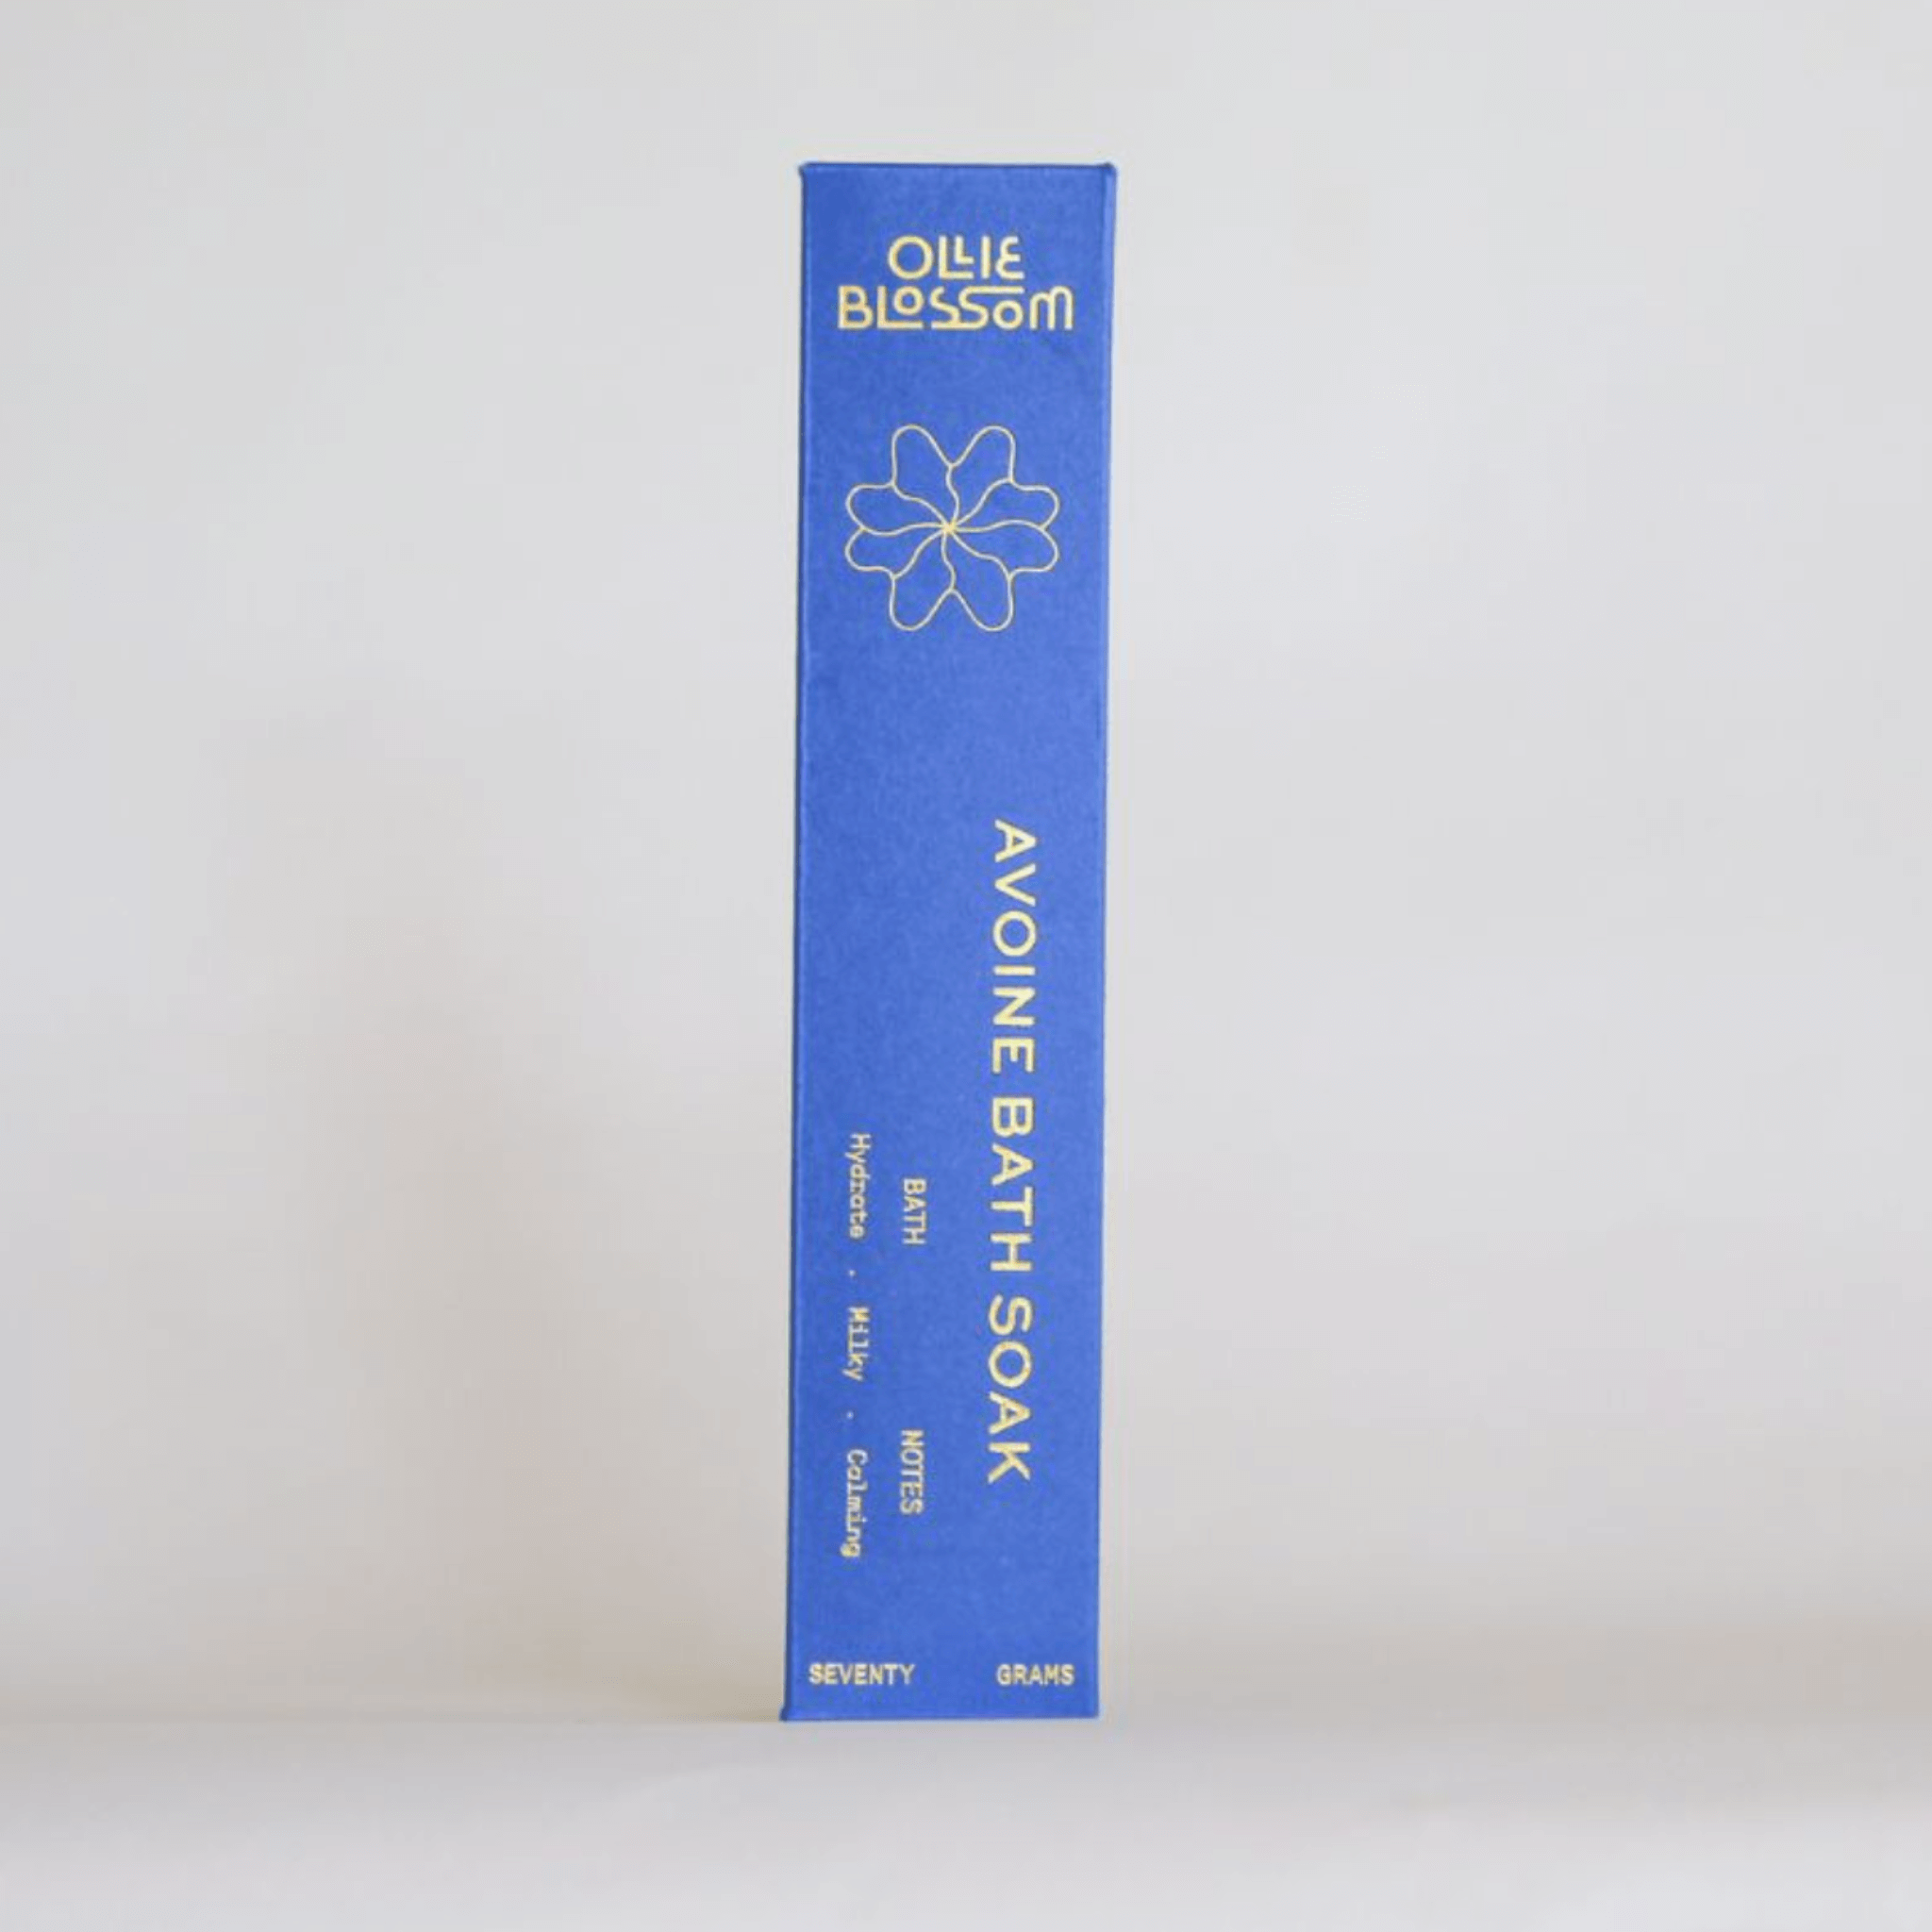 OLLIE
BLOSSOM
AVOINE BATH SOAK
BATH NOTES
Hydrate . Milky . Calming
SEVENTY GRAMS